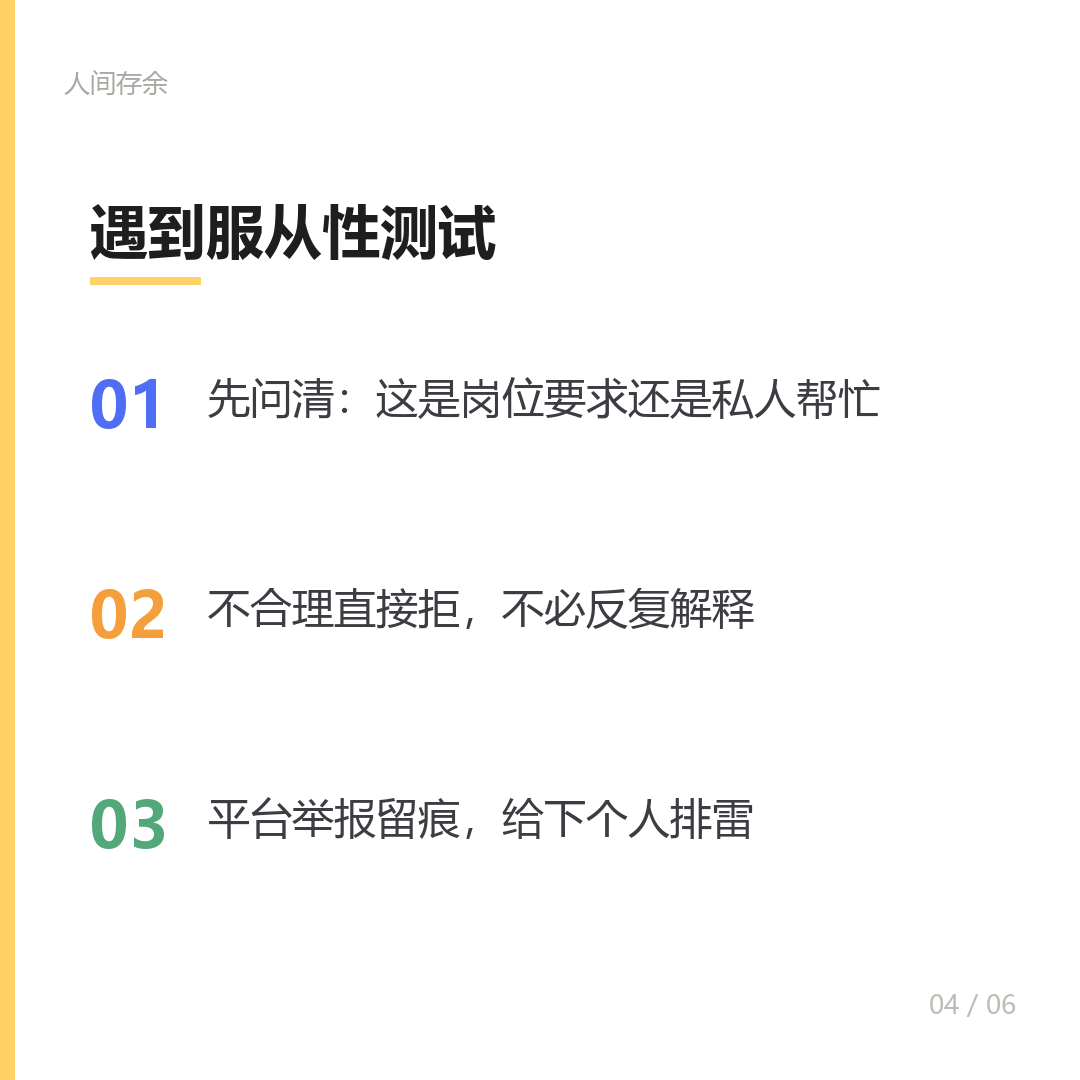 人间存余
遇到服从性测试
01 先问清：这是岗位要求还是私人帮忙
02 不合理直接拒，不必反复解释
03 平台举报留痕，给下个人排雷
04 / 06